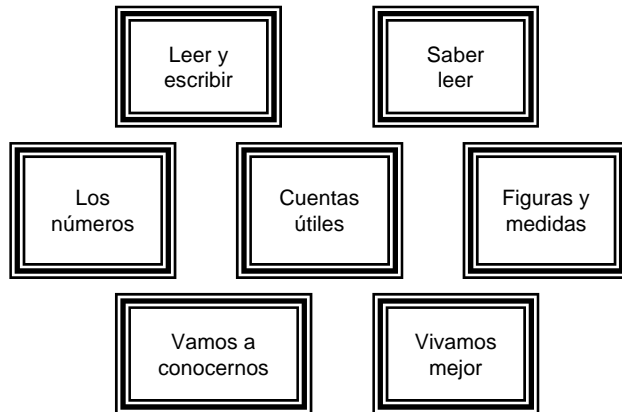 Leer y
escribir
Saber
leer
Los
números
Cuentas
útiles
Figuras y
medidas
Vamos a
conocernos
Vivamos
mejor